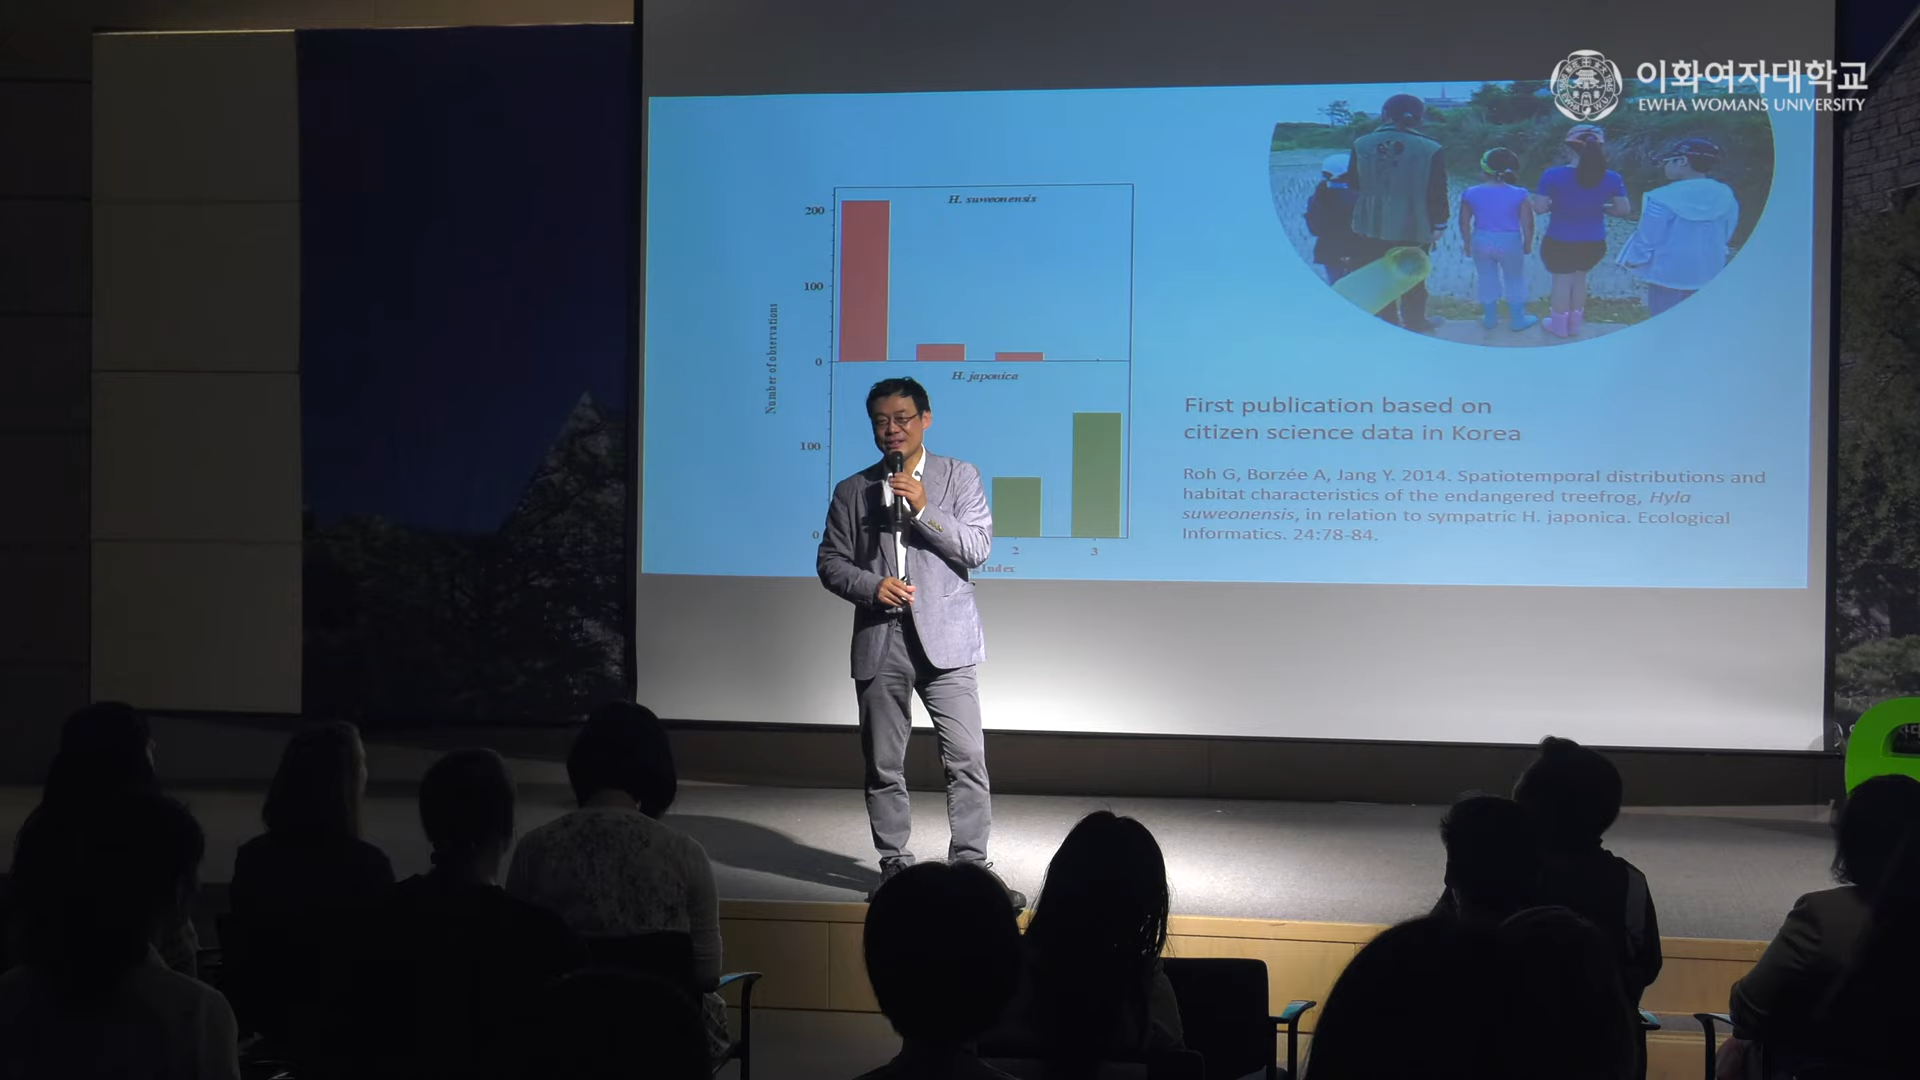 이화여자대학교
EWHA WOMANS UNIVERSITY
H. suweonensis
200
100
0
Number of observations
H. japonica
100
0
2
3
Index
First publication based on
citizen science data in Korea
Roh G, Borzée A, Jang Y. 2014. Spatiotemporal distributions and
habitat characteristics of the endangered treefrog, Hyla
suweonensis, in relation to sympatric H. japonica. Ecological
Informatics. 24:78-84.